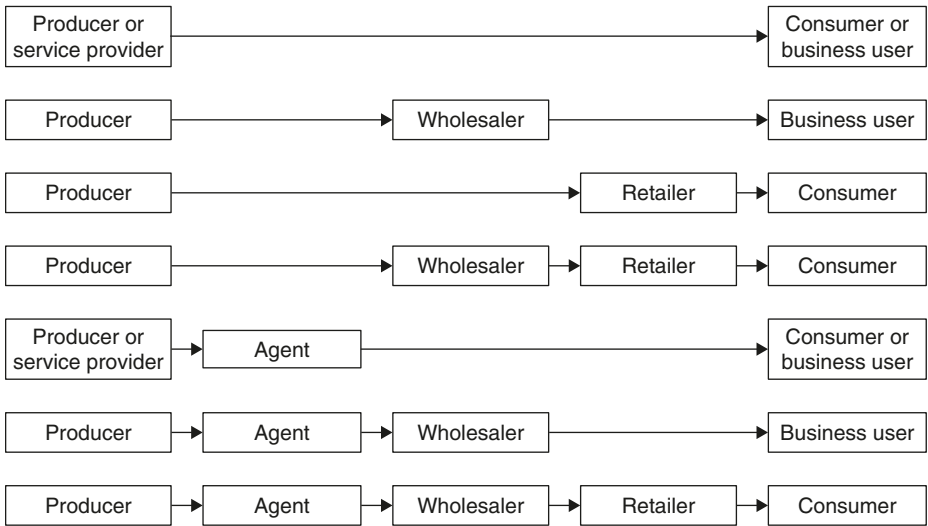 Producer or
service provider
Consumer or
business user
Producer
Wholesaler
Business user
Producer
Retailer
Consumer
Producer
Wholesaler
Retailer
Consumer
Producer or
service provider
Agent
Consumer or
business user
Producer
Agent
Wholesaler
Business user
Producer
Agent
Wholesaler
Retailer
Consumer